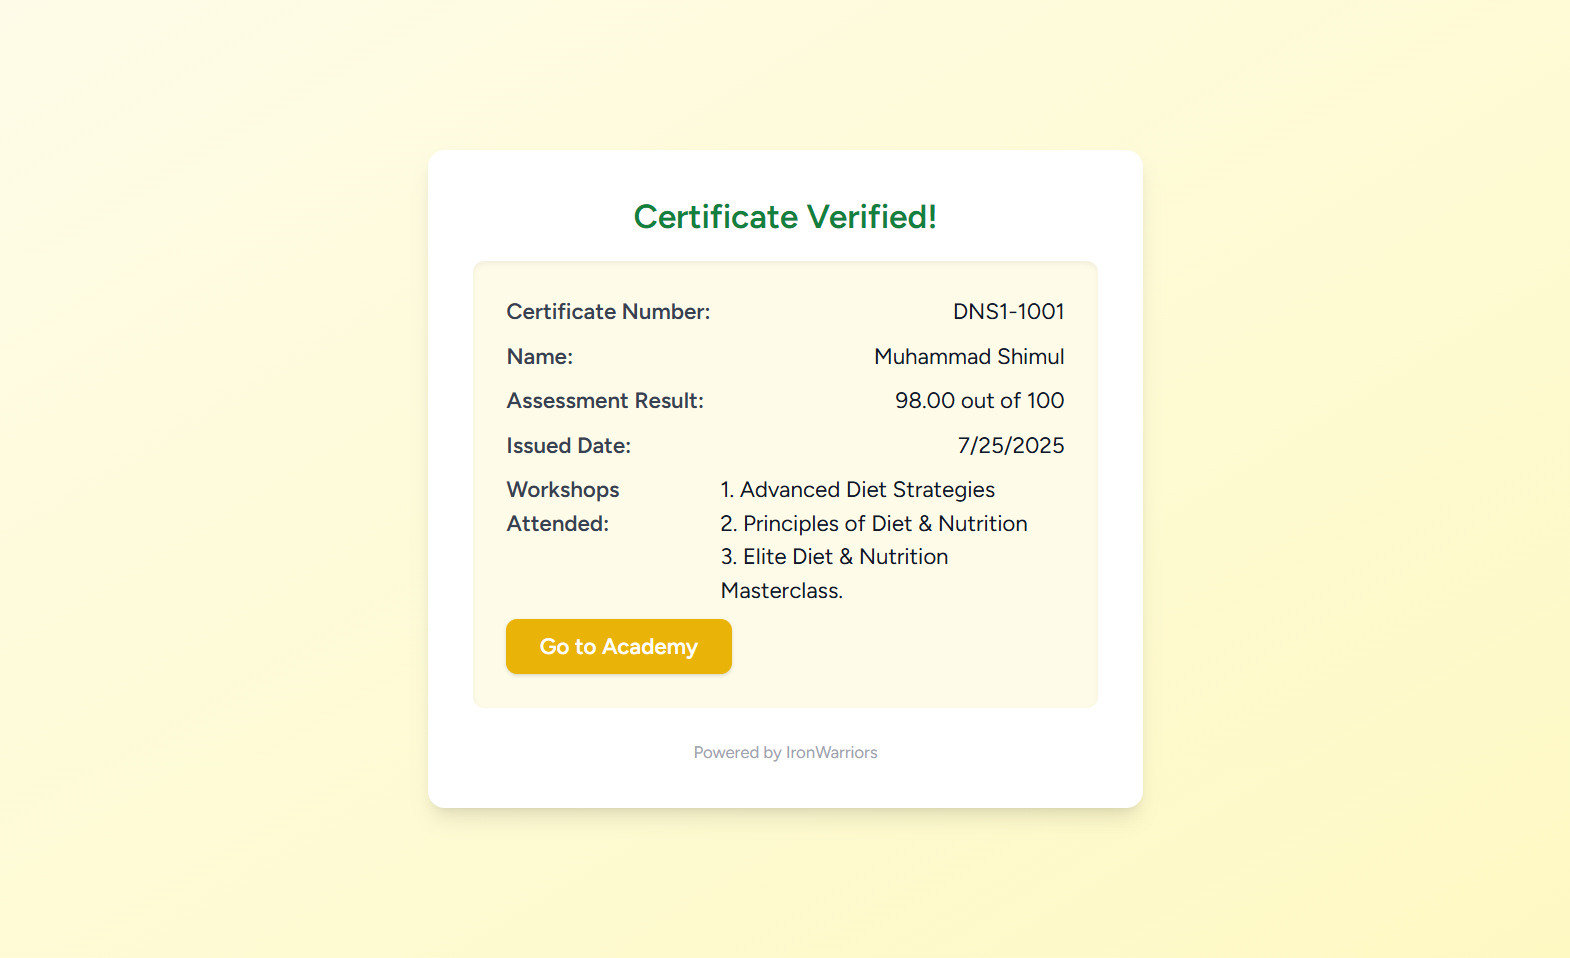 Certificate Verified!
Certificate Number: DNS1-1001
Name: Muhammad Shimul
Assessment Result: 98.00 out of 100
Issued Date: 7/25/2025
Workshops Attended:
1. Advanced Diet Strategies
2. Principles of Diet & Nutrition
3. Elite Diet & Nutrition
Masterclass.
Go to Academy
Powered by IronWarriors